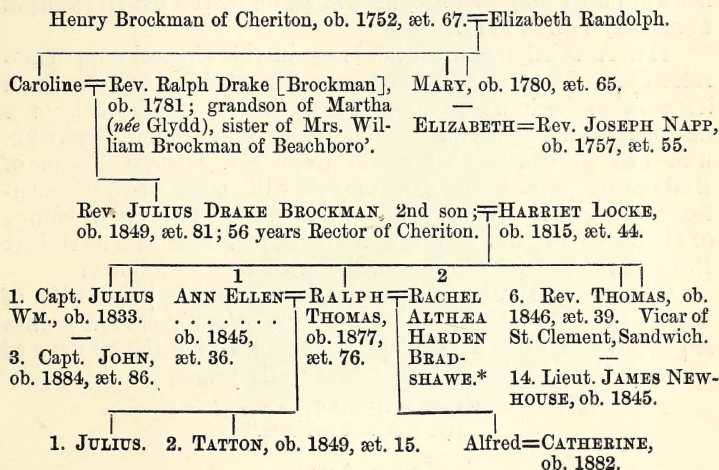 Henry Brockman of Cheriton, ob. 1752, æt. 67.=Elizabeth Randolph.
Caroline=Rev. Ralph Drake [Brockman],
ob. 1781; grandson of Martha
(née Glydd), sister of Mrs. Wil-
liam Brockman of Beachboro’.
MARY, ob. 1780, æt. 65.
—
ELIZABETH=Rev. JOSEPH NAPP,
ob. 1757, æt. 55.
Rev. JULIUS DRAKE BROCKMAN, 2nd son;=HARRIET LOCKE,
ob. 1849, æt. 81; 56 years Rector of Cheriton. ob. 1815, æt. 44.
1. Capt. JULIUS
WM., ob. 1833.
—
3. Capt. JOHN,
ob. 1884, æt. 86.
1
ANN ELLEN=
. . . . . . .
ob. 1845,
æt. 36.
RALPH=
THOMAS,
ob. 1877,
æt. 76.
2
RACHEL
ALTHÆA
HARDEN
BRAD-
SHAWE.*
6. Rev. THOMAS, ob.
1846, æt. 39. Vicar of
St. Clement, Sandwich.
—
14. Lieut. JAMES NEW-
HOUSE, ob. 1845.
1. JULIUS. 2. TATTON, ob. 1849, æt. 15. Alfred=CATHERINE,
ob. 1882.